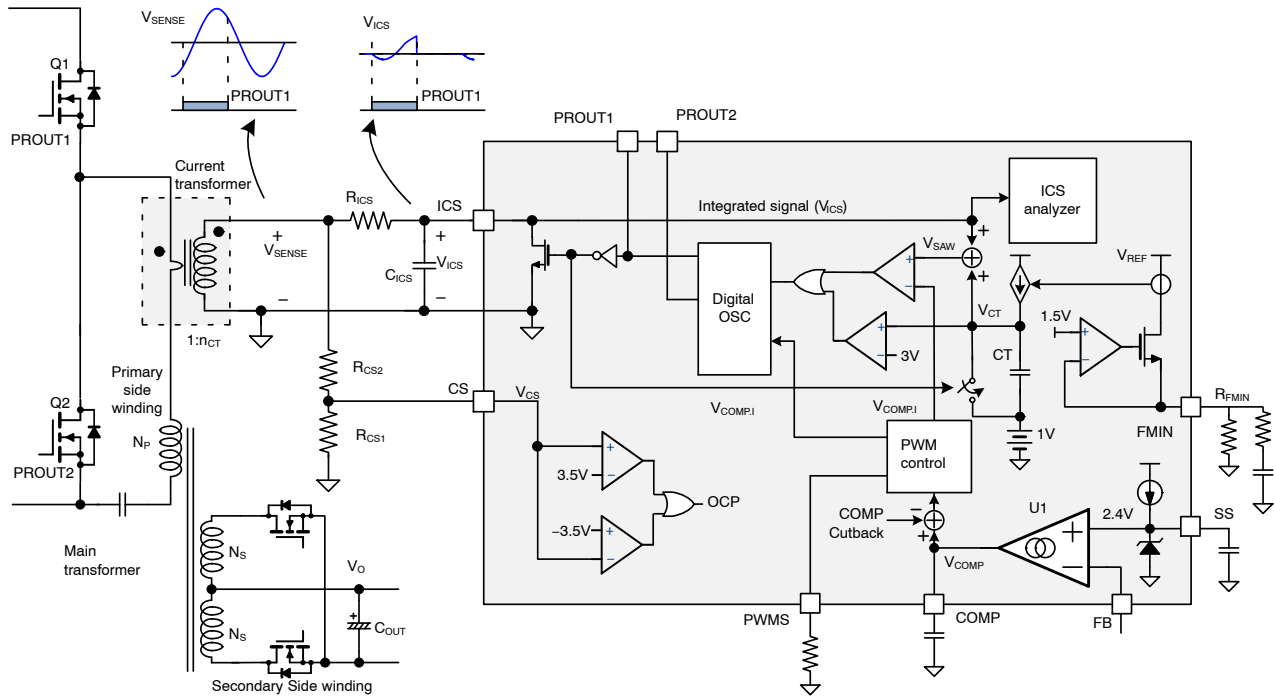 VSENSE
VICS
Q1
PROUT1
PROUT1
PROUT1
PROUT1
PROUT2
Current
transformer
RICS
ICS
Integrated signal (VICS)
ICS
analyzer
+
VSENSE
−
+
VICS
−
CICS
VSAW
+
+
VREF
+
−
Digital
OSC
VCT
1.5V
+
−
+
−
3V
CT
1:nCT
Primary
side
winding
RCS2
CS
VCS
Q2
NP
RCS1
VCOMP.I
VCOMP.I
RFMIN
1V
FMIN
PROUT2
3.5V
+
−
PWM
control
OCP
−3.5V
+
−
COMP
Cutback
−
+
U1
2.4V
SS
+
−
VCOMP
Main
transformer
NS
VO
NS
+
COUT
PWMS
COMP
FB
Secondary Side winding